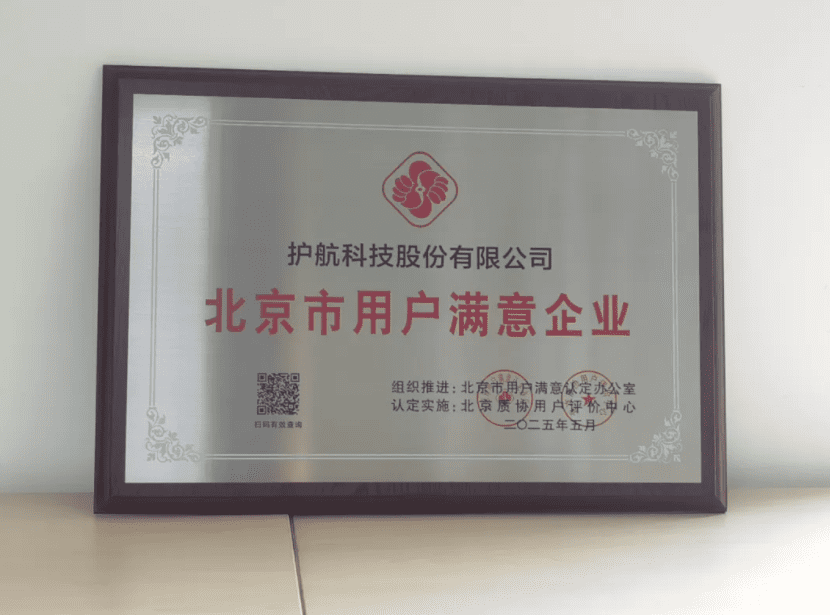 护航科技股份有限公司
北京市用户满意企业
组织推进：北京市用户满意认定办公室
认定实施：北京质协用户评价中心
二〇二五年五月
扫码有效查询